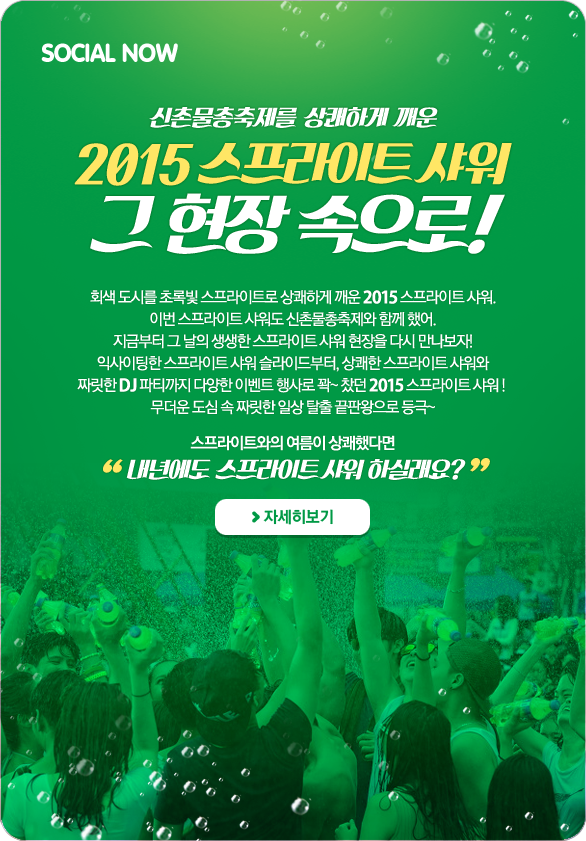 SOCIAL NOW
신촌물총축제를 상쾌하게 깨운
2015 스프라이트 샤워
그 현장 속으로!
회색 도시를 초록빛 스프라이트로 상쾌하게 깨운 2015 스프라이트 샤워.
이번 스프라이트 샤워도 신촌물총축제와 함께 했어.
지금부터 그 날의 생생한 스프라이트 샤워 현장을 다시 만나보자!
익사이팅한 스프라이트 샤워 슬라이드부터, 상쾌한 스프라이트 샤워와
짜릿한 DJ 파티까지 다양한 이벤트 행사로 꽉~ 찼던 2015 스프라이트 샤워 !
무더운 도심 속 짜릿한 일상 탈출 끝판왕으로 등극~
스프라이트와의 여름이 상쾌했다면
“ 내년에도 스프라이트 샤워 하실래요? ”
> 자세히보기